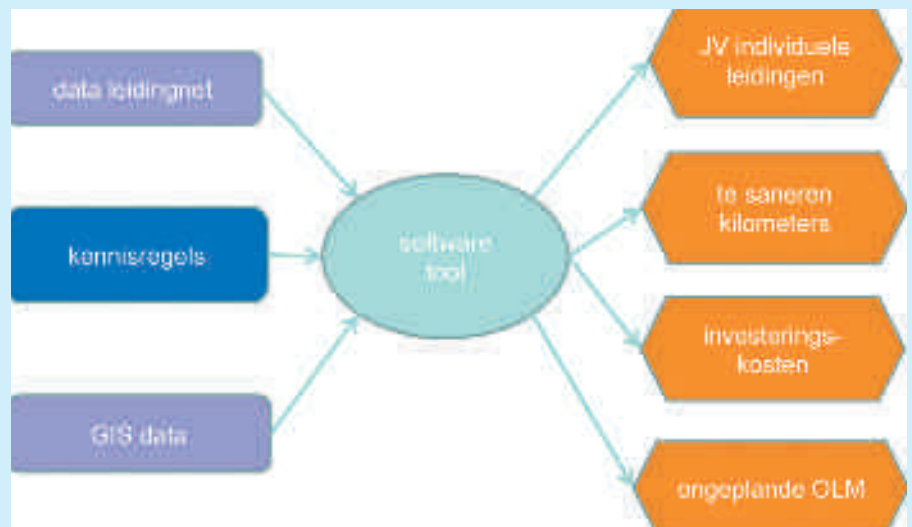 data leidingnet
kennisregels
GIS data
software
tool
JV individuele
leidingen
te saneren
kilometers
investerings-
kosten
ongeplande OLM